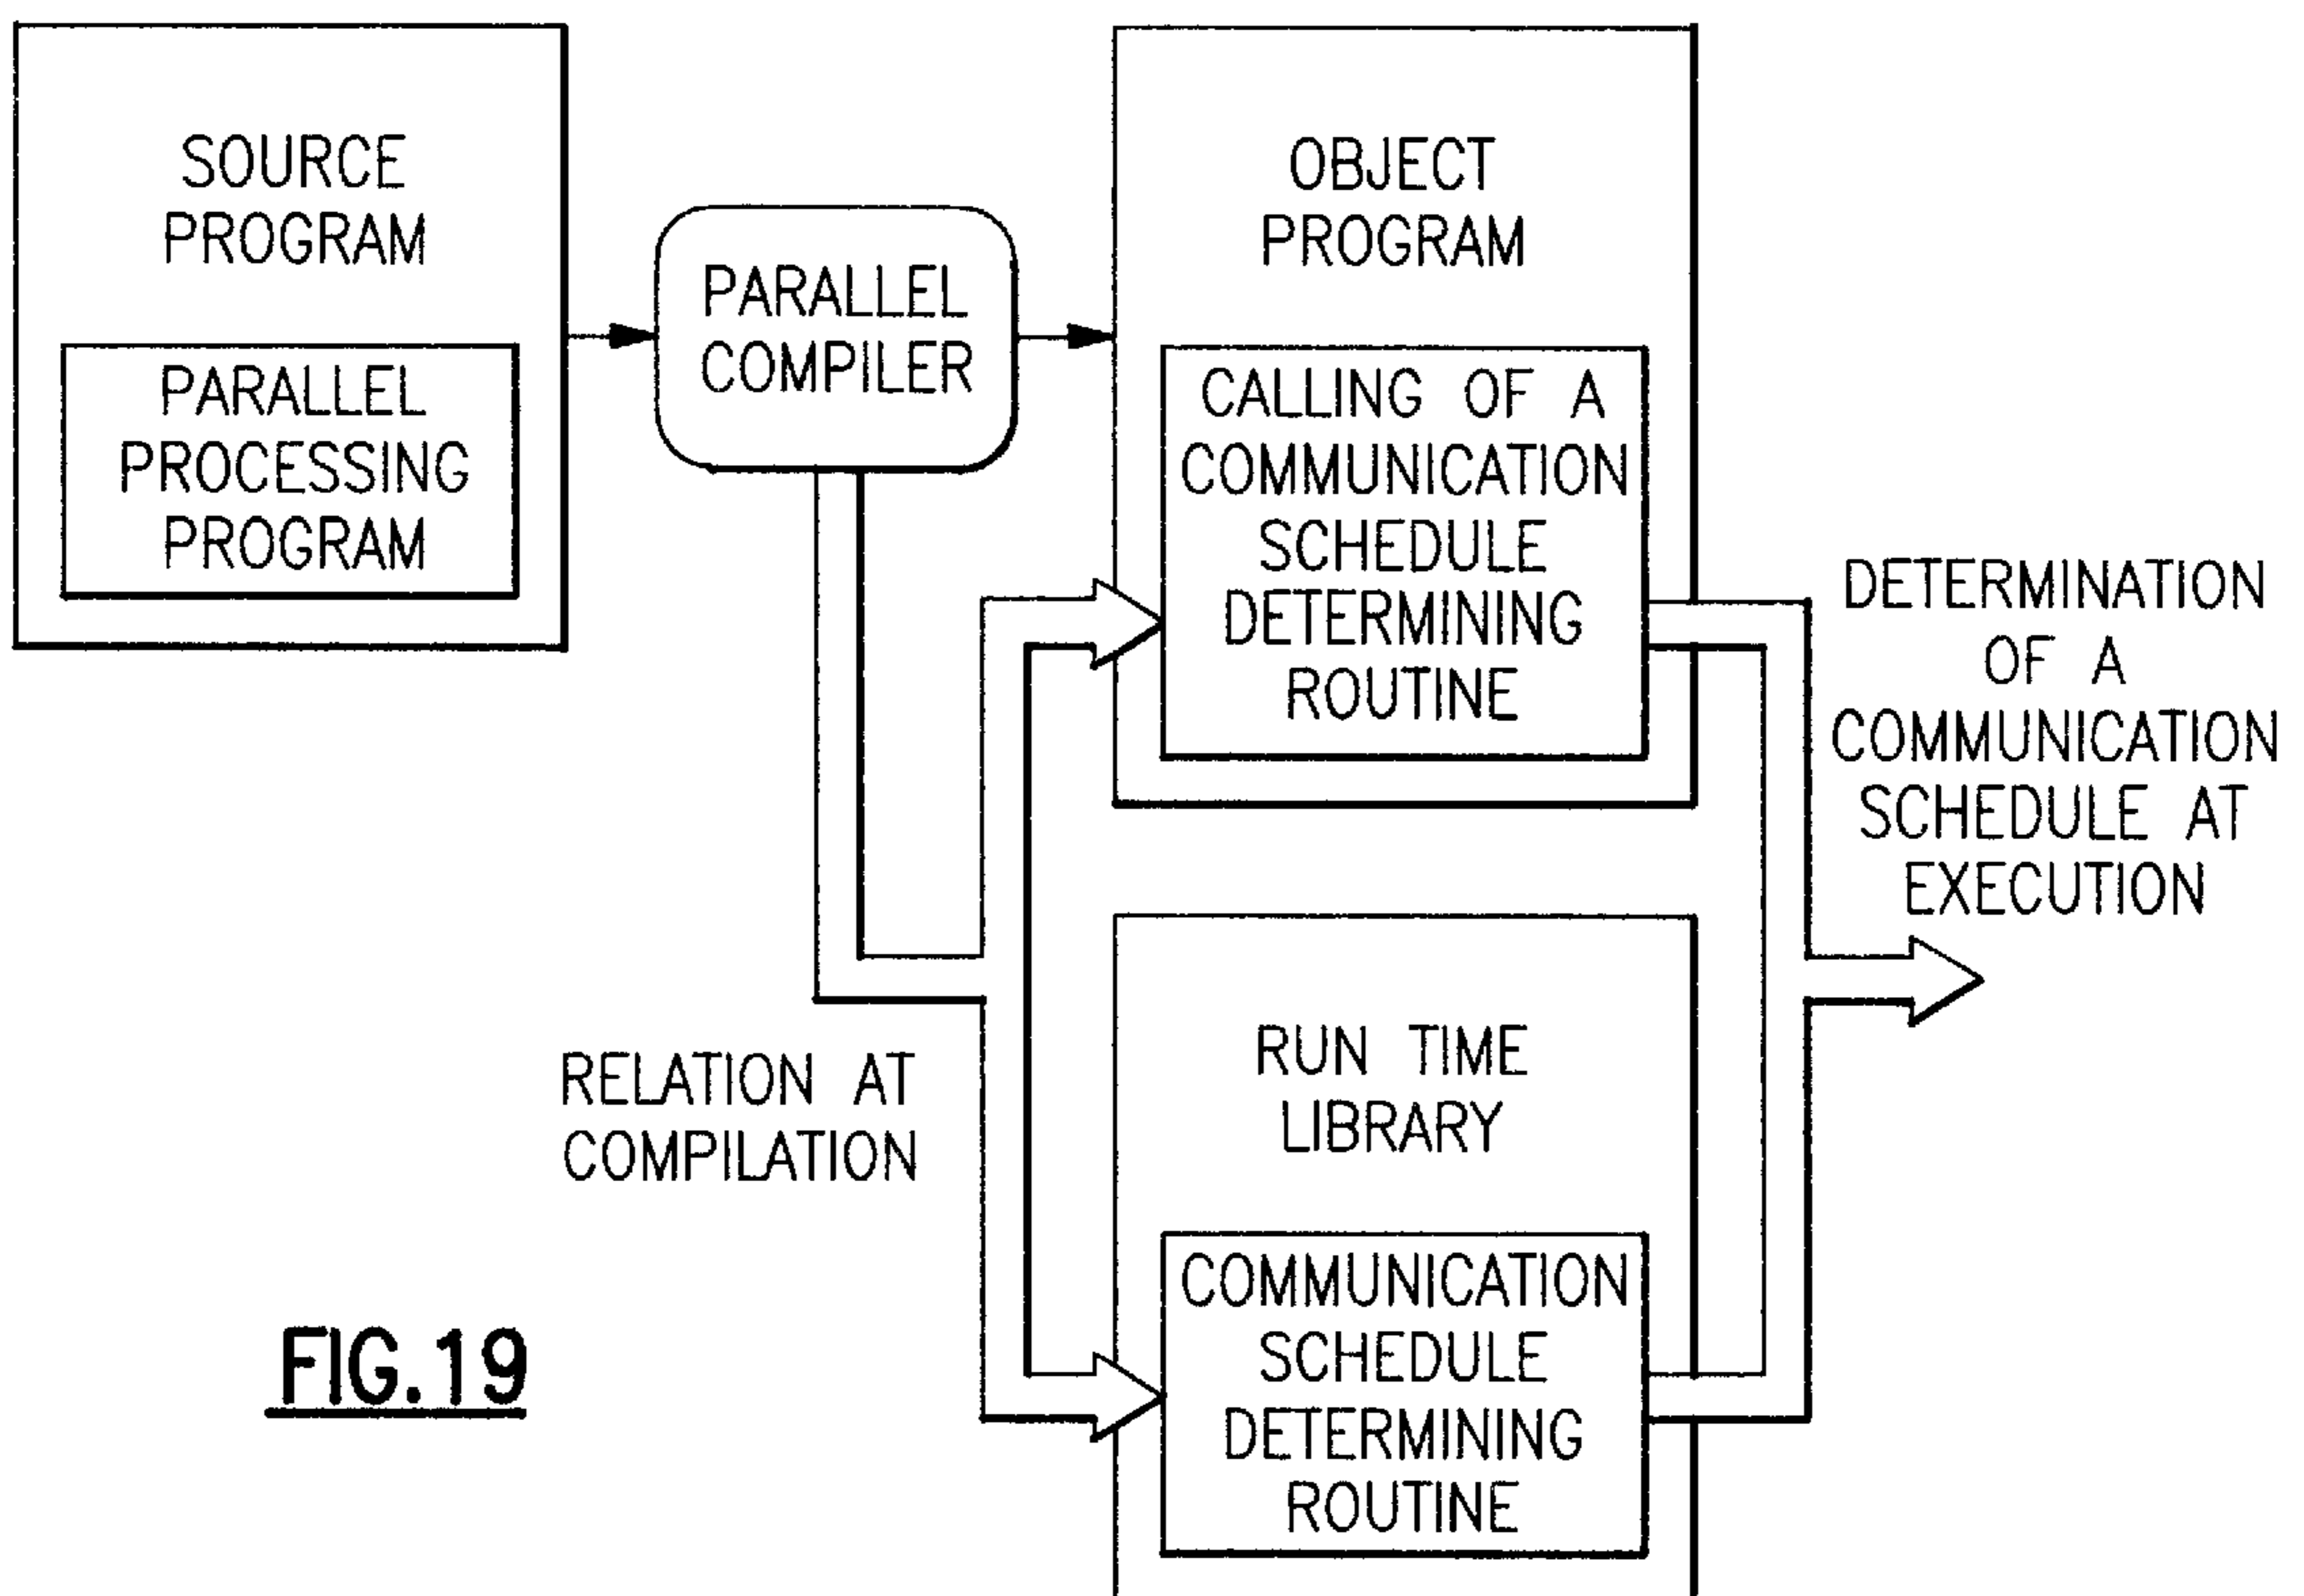 SOURCE
PROGRAM
PARALLEL
PROCESSING
PROGRAM
PARALLEL
COMPILER
OBJECT
PROGRAM
CALLING OF A
COMMUNICATION
SCHEDULE
DETERMINING
ROUTINE
DETERMINATION
OF A
COMMUNICATION
SCHEDULE AT
EXECUTION
RELATION AT
COMPILATION
RUN TIME
LIBRARY
COMMUNICATION
SCHEDULE
DETERMINING
ROUTINE
FIG.19